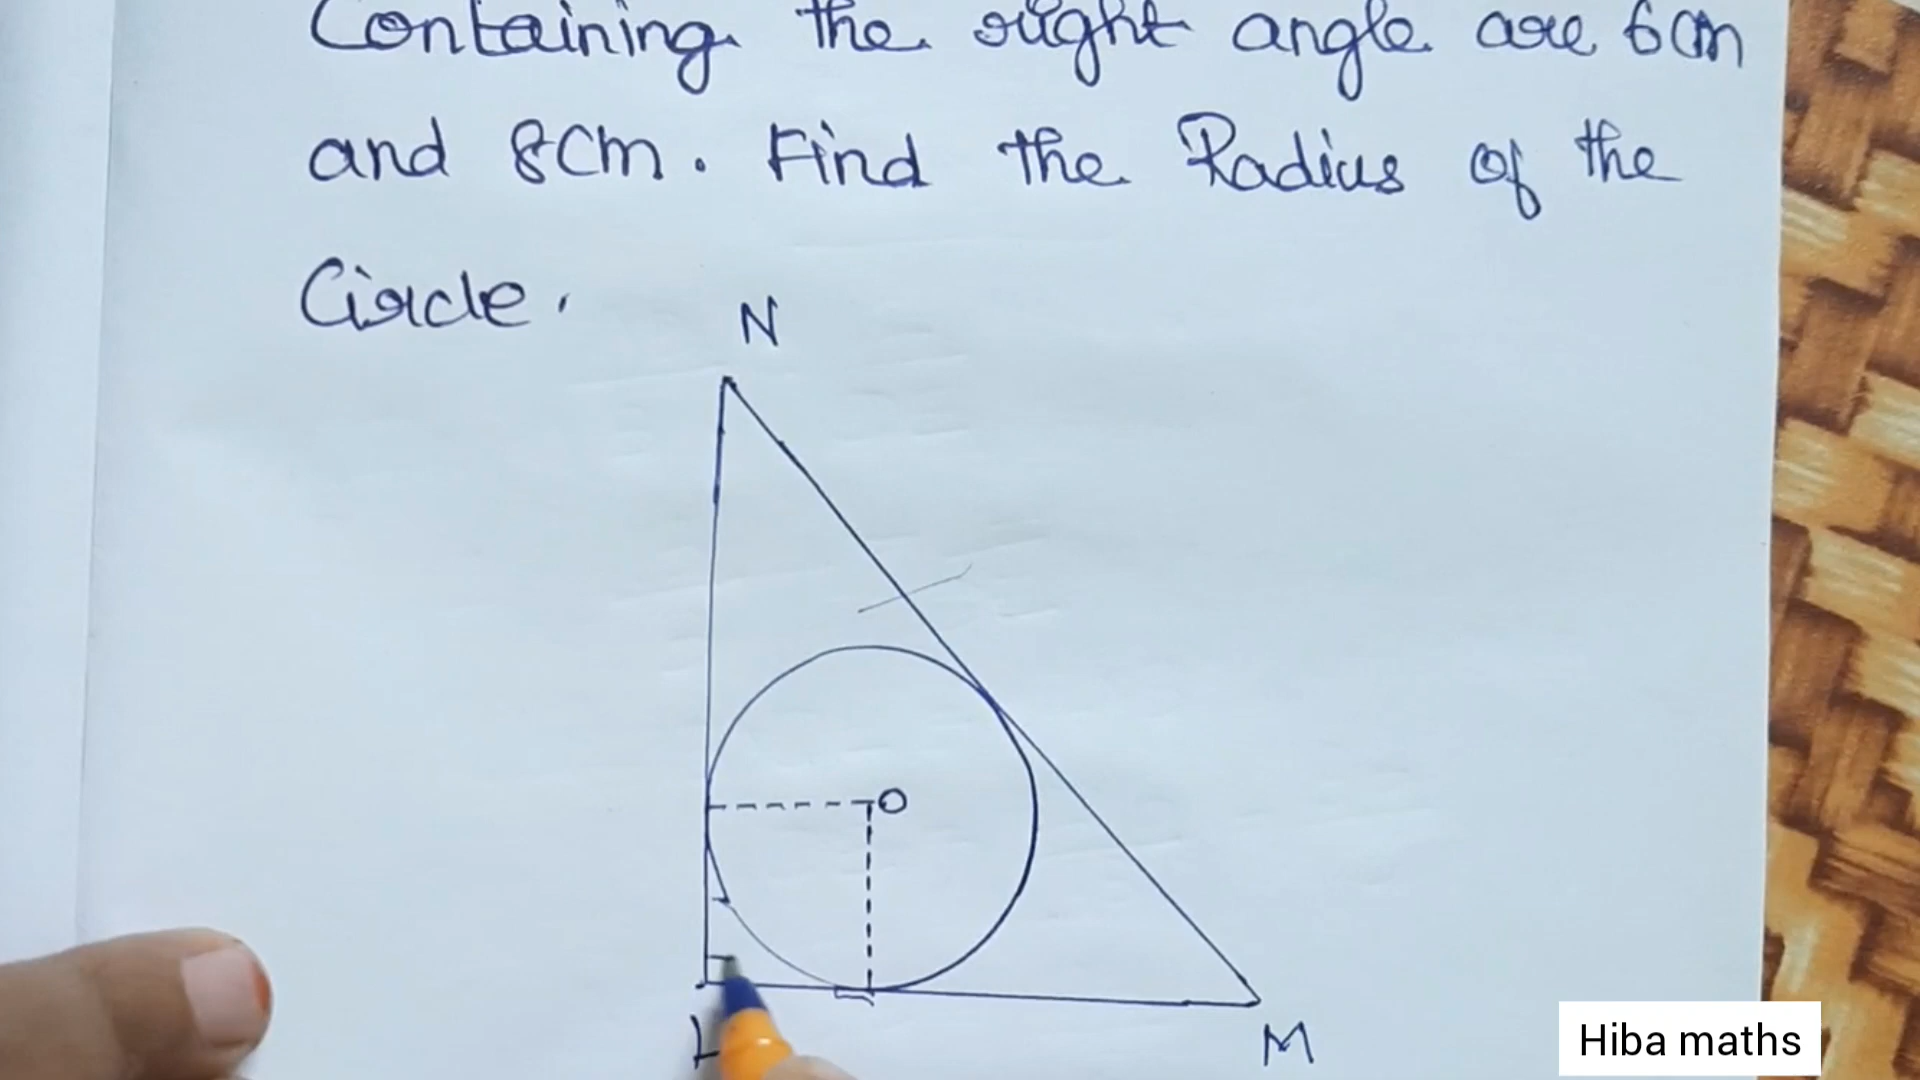 Containing the right angle are 6cm
and 8cm. Find the Radius of the
Circle.
N
O
L
M
Hiba maths